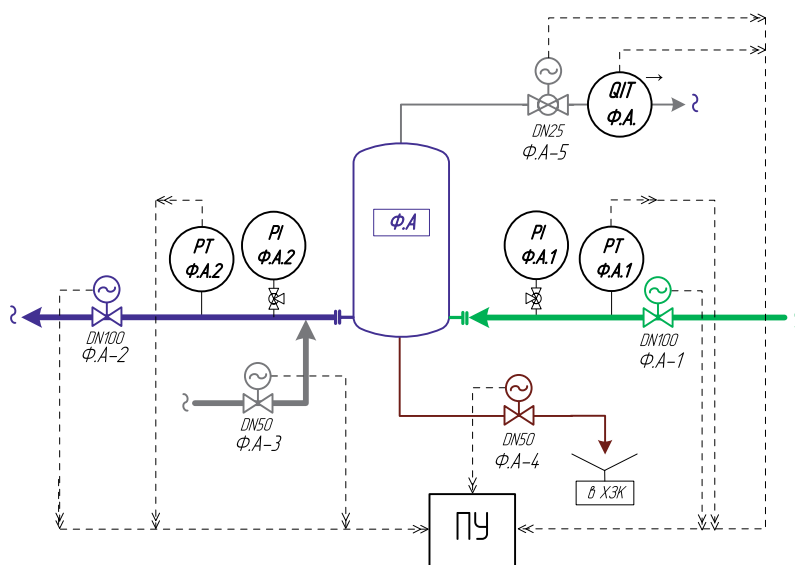 QIT
Ф.А.
DN25
Ф.А-5
Ф.А
PT
Ф.А.2
PI
Ф.А.2
PI
Ф.А.1
PT
Ф.А.1
DN100
Ф.А-2
DN100
Ф.А-1
DN50
Ф.А-3
DN50
Ф.А-4
в ХЗК
ПУ